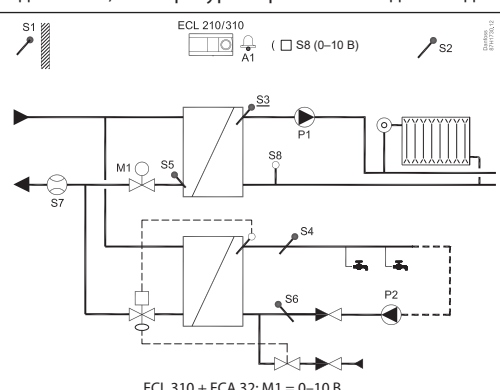 ECL 210/310
S1
A1
( □ S8 (0–10 B)
S2
Danfoss
87H1730L12
S3
P1
M1
S5
S8
S7
S4
S6
P2
ECL 310 + ECA 32: M1 = 0–10 B